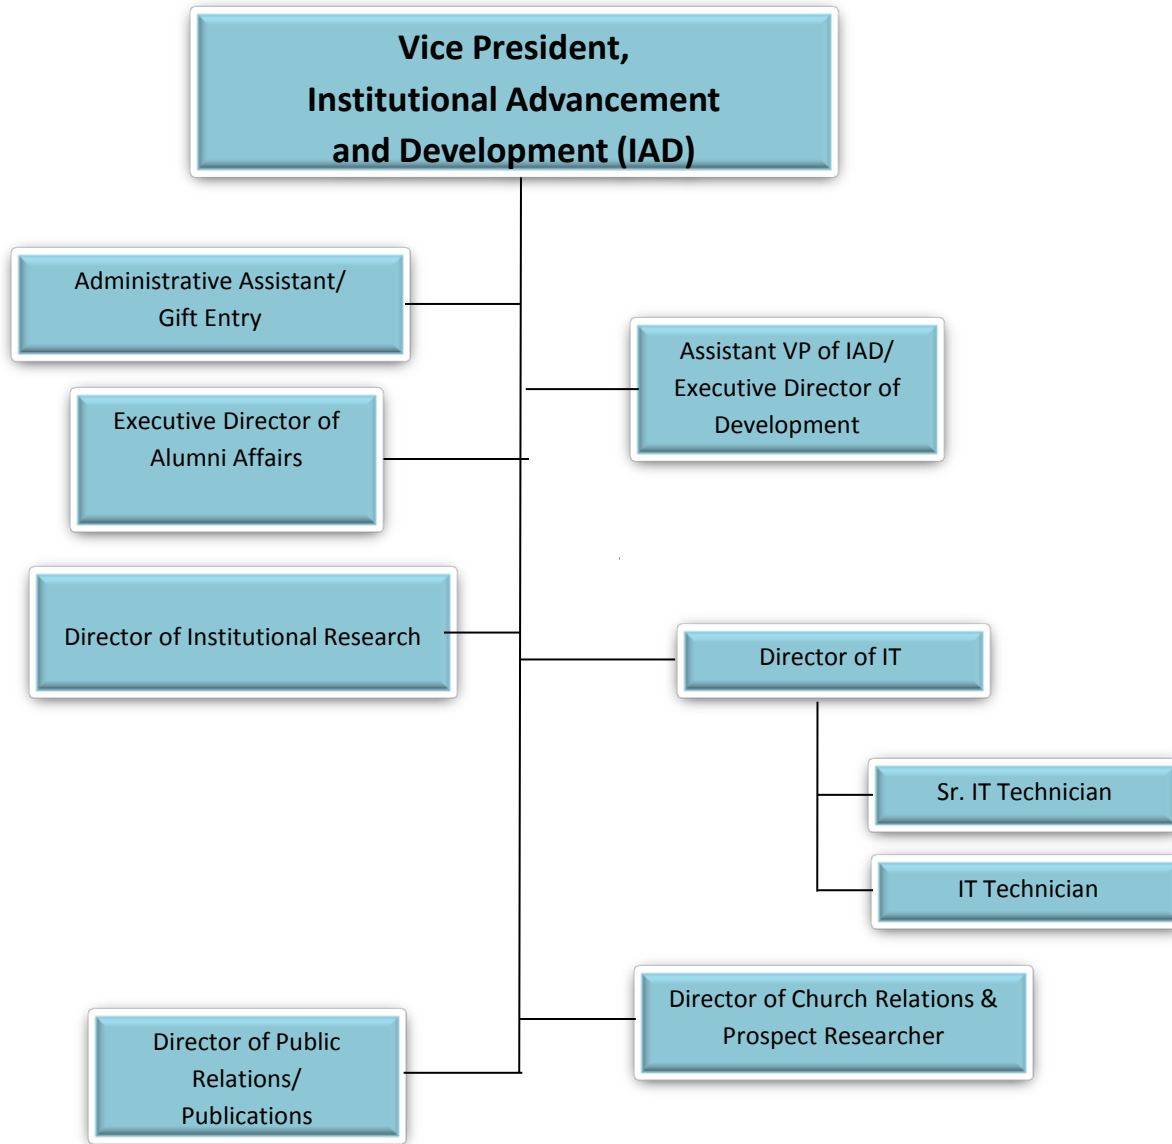 Vice President,
Institutional Advancement
and Development (IAD)
Administrative Assistant/
Gift Entry
Assistant VP of IAD/
Executive Director of
Development
Executive Director of
Alumni Affairs
Director of Institutional Research
Director of IT
Sr. IT Technician
IT Technician
Director of Church Relations &
Prospect Researcher
Director of Public
Relations/
Publications